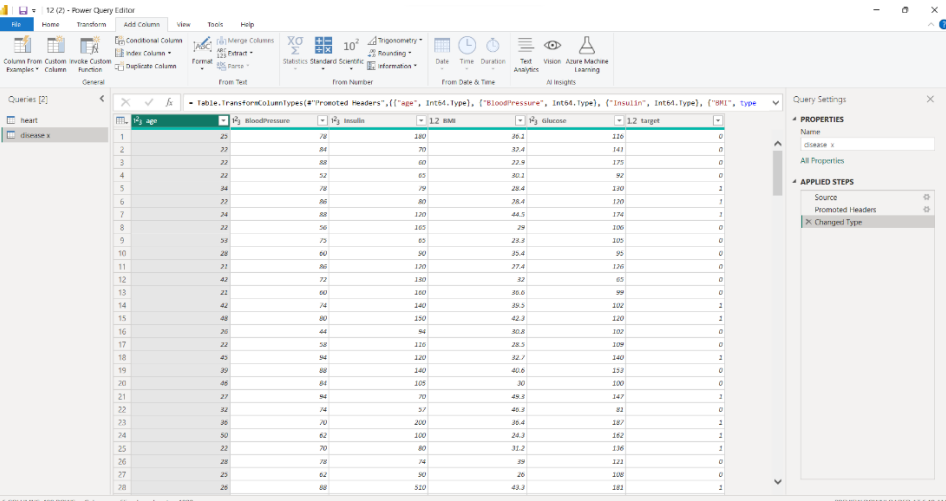 12 (2) - Power Query Editor
File Home Transform Add Column View Tools Help
Column From Examples Custom Column Invoke Custom Function
Conditional Column
Index Column
Duplicate Column
General
Format
Merge Columns
Extract
Parse
From Text
Statistics Standard Scientific
Trigonometry
Rounding
Information
From Number
Date Time Duration
From Date & Time
Text Analytics Vision Azure Machine Learning
AI Insights
Queries [2]
heart
disease x
= Table.TransformColumnTypes(#"Promoted Headers",{{"age", Int64.Type}, {"BloodPressure", Int64.Type}, {"Insulin", Int64.Type}, {"BMI", type
age BloodPressure Insulin 1.2 BMI Glucose 1.2 target
1 25 78 180 36.1 116 0
2 22 84 70 32.4 141 0
3 22 88 60 22.9 175 0
4 22 52 65 30.1 92 0
5 34 78 79 28.4 130 1
6 22 86 80 28.4 120 1
7 24 88 120 44.5 174 1
8 22 56 165 29 106 0
9 53 75 65 23.3 105 0
10 28 60 90 35.4 95 0
11 21 86 120 27.4 126 0
12 42 72 130 32 65 0
13 21 60 160 36.6 99 0
14 42 74 140 39.5 102 1
15 48 80 150 42.3 120 1
16 26 44 94 30.8 102 0
17 22 58 116 28.5 109 0
18 45 94 120 32.7 140 1
19 39 88 140 40.6 153 0
20 46 84 105 30 100 0
21 27 94 70 49.3 147 1
22 32 74 57 46.3 81 0
23 36 70 200 36.4 187 1
24 50 62 100 24.3 162 1
25 22 70 80 31.2 136 1
26 28 78 74 39 121 0
27 25 62 90 26 108 0
28 26 88 510 43.3 181 1
Query Settings
PROPERTIES
Name
disease x
All Properties
APPLIED STEPS
Source
Promoted Headers
Changed Type